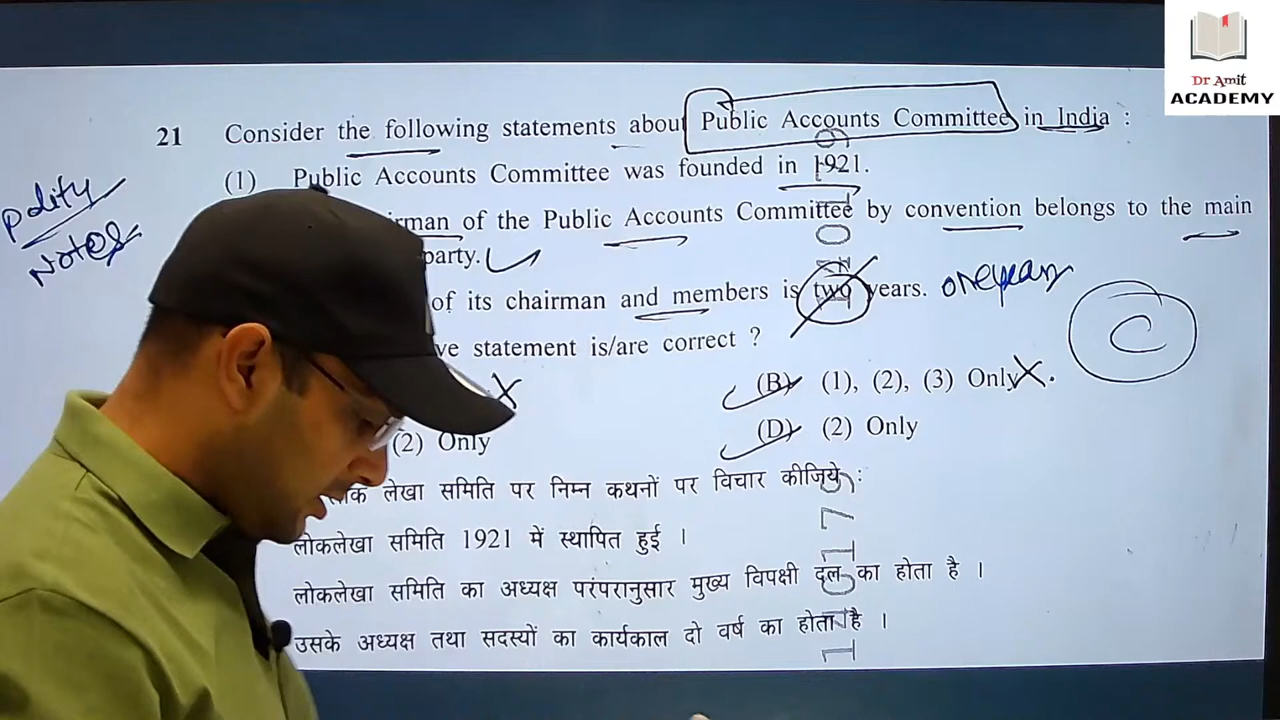 Dr Amit
ACADEMY
21 Consider the following statements about Public Accounts Committee in India :
(1) Public Accounts Committee was founded in 1921.
of the Public Accounts Committee by convention belongs to the main
party.
of its chairman and members is two years. one year
statement is/are correct ?
Polity
Notes
C
(B) (1), (2), (3) Only
(2) Only
(D) (2) Only
लेखा समिति पर निम्न कथनों पर विचार कीजिये :
लोकलेखा समिति 1921 में स्थापित हुई ।
लोकलेखा समिति का अध्यक्ष परंपरानुसार मुख्य विपक्षी दल का होता है ।
उसके अध्यक्ष तथा सदस्यों का कार्यकाल दो वर्ष का होता है ।